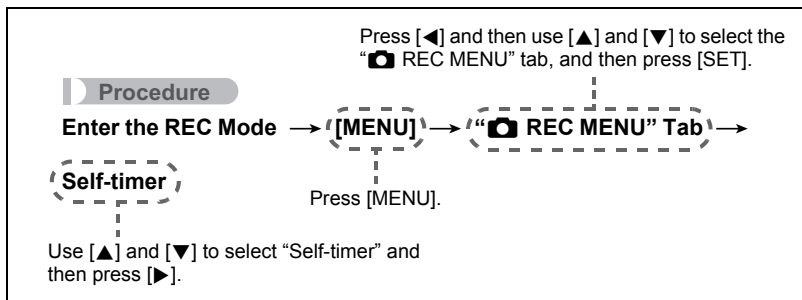 Press [◀] and then use [▲] and [▼] to select the
“📷 REC MENU” tab, and then press [SET].
Procedure
Enter the REC Mode → [MENU] → “📷 REC MENU” Tab →
Self-timer
Press [MENU].
Use [▲] and [▼] to select “Self-timer” and
then press [▶].